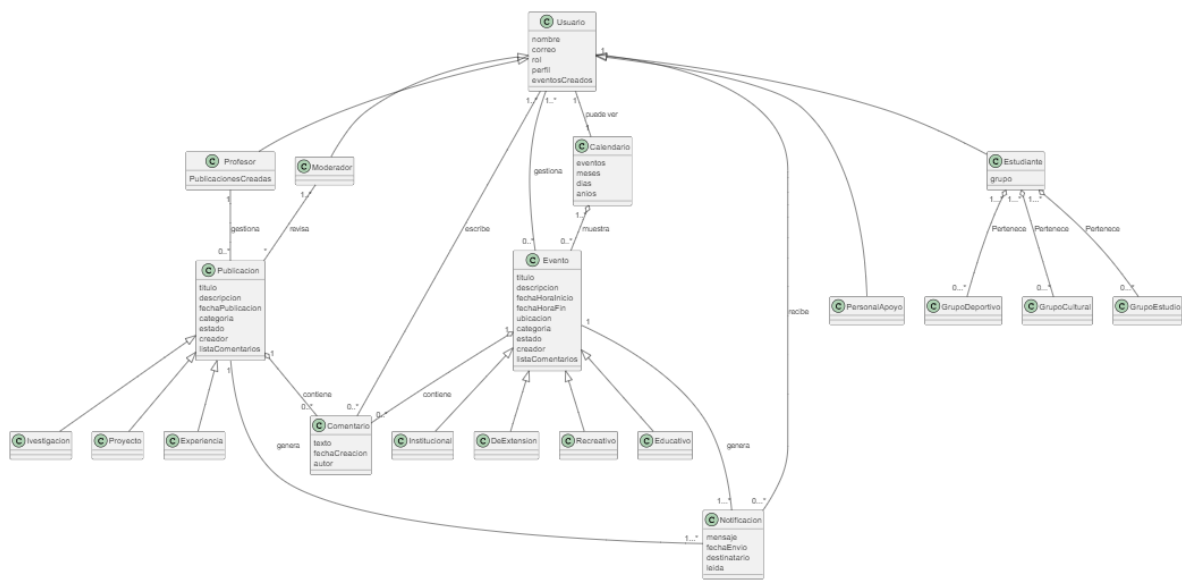 C Usuario
nombre
correo
rol
perfil
eventosCreados
1
1..*
1..*
1
puede ver
1
C Profesor
PublicacionesCreadas
C Moderador
C Calendario
eventos
meses
dias
anios
C Estudiante
grupo
1
1..*
1...*
1...*
1...*
gestiona
revisa
escribe
gestiona
1..*
muestra
Pertenece
Pertenece
Pertenece
0..*
*
0..*
0..*
C Publicacion
titulo
descripcion
fechaPublicacion
categoria
estado
creador
listaComentarios
C Evento
titulo
descripcion
fechaHoraInicio
fechaHoraFin
ubicacion
categoria
estado
creador
listaComentarios
0...*
0...*
0...*
C PersonalApoyo
C GrupoDeportivo
C GrupoCultural
C GrupoEstudio
recibe
1
1
1
1
contiene
contiene
0..*
0..*
0..*
C Ivestigacion
C Proyecto
C Experiencia
C Comentario
texto
fechaCreacion
autor
C Institucional
C DeExtension
C Recreativo
C Educativo
genera
genera
1...*
0...*
1...*
C Notificacion
mensaje
fechaEnvio
destinatario
leida